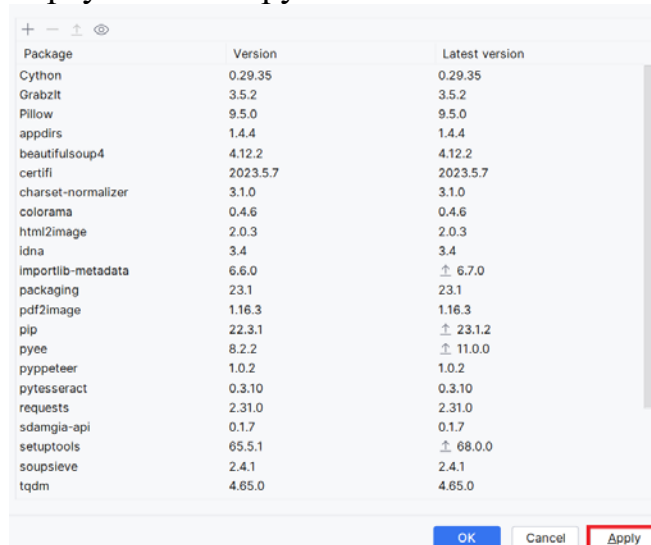 Package Version Latest version
Cython 0.29.35 0.29.35
GrabzIt 3.5.2 3.5.2
Pillow 9.5.0 9.5.0
appdirs 1.4.4 1.4.4
beautifulsoup4 4.12.2 4.12.2
certifi 2023.5.7 2023.5.7
charset-normalizer 3.1.0 3.1.0
colorama 0.4.6 0.4.6
html2image 2.0.3 2.0.3
idna 3.4 3.4
importlib-metadata 6.6.0 6.7.0
packaging 23.1 23.1
pdf2image 1.16.3 1.16.3
pip 22.3.1 23.1.2
pyee 8.2.2 11.0.0
pyppeteer 1.0.2 1.0.2
pytesseract 0.3.10 0.3.10
requests 2.31.0 2.31.0
sdamgia-api 0.1.7 0.1.7
setuptools 65.5.1 68.0.0
soupsieve 2.4.1 2.4.1
tqdm 4.65.0 4.65.0
OK Cancel Apply